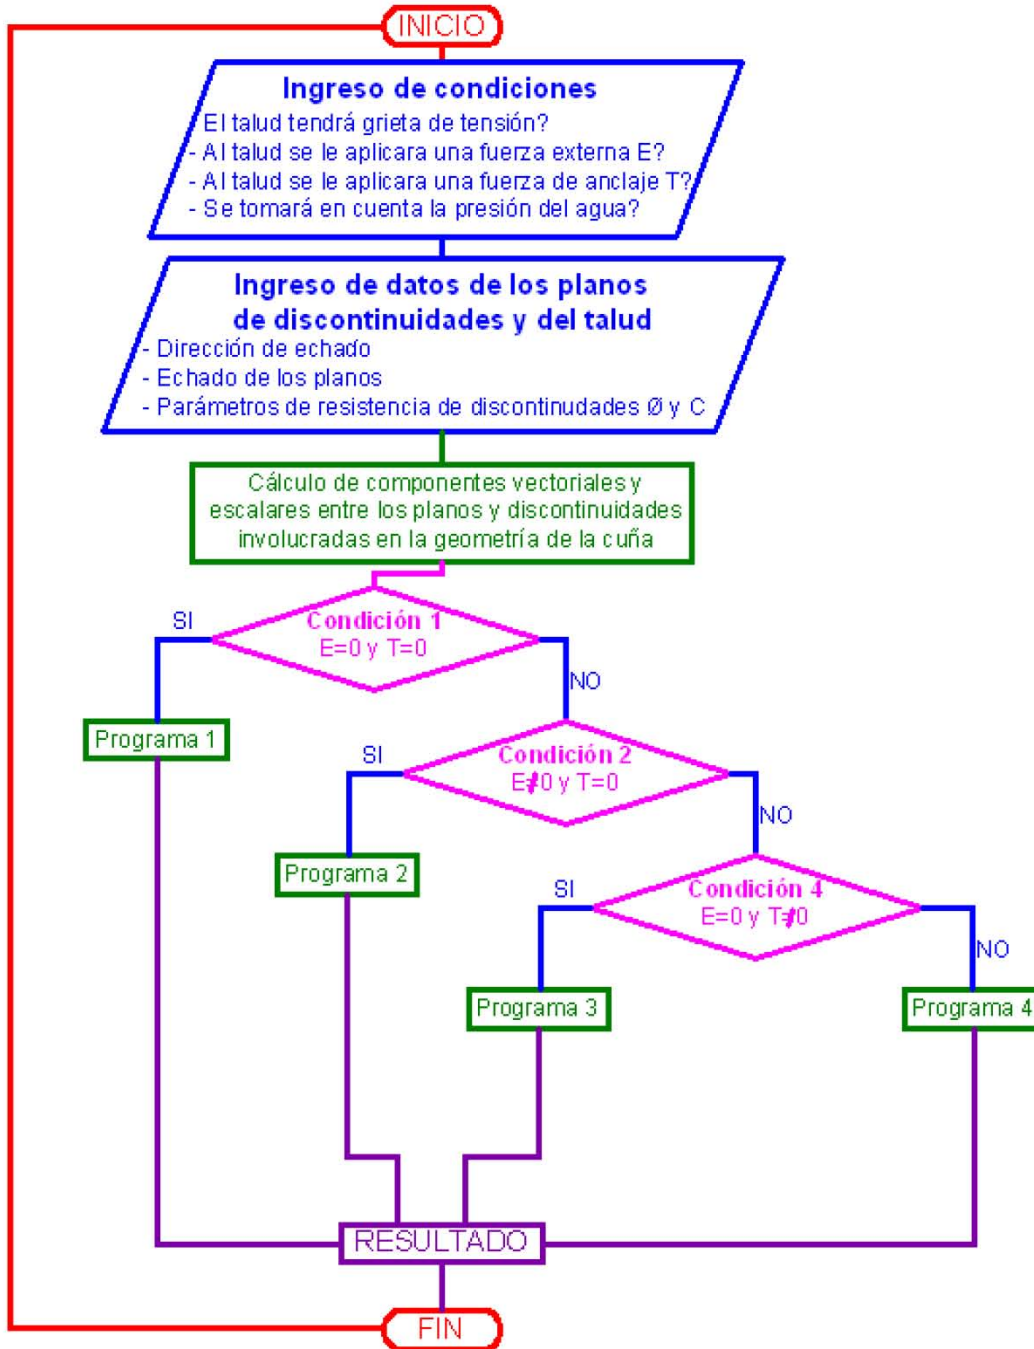 INICIO
Ingreso de condiciones
El talud tendrá grieta de tensión?
- Al talud se le aplicara una fuerza externa E?
- Al talud se le aplicara una fuerza de anclaje T?
- Se tomará en cuenta la presión del agua?
Ingreso de datos de los planos
de discontinuidades y del talud
- Dirección de echado
- Echado de los planos
- Parámetros de resistencia de discontinudades Ø y C
Cálculo de componentes vectoriales y
escalares entre los planos y discontinuidades
involucradas en la geometría de la cuña
SI
Condición 1
E=0 y T=0
NO
Programa 1
SI
Condición 2
E≠0 y T=0
NO
Programa 2
SI
Condición 4
E=0 y T≠0
NO
Programa 3
Programa 4
RESULTADO
FIN